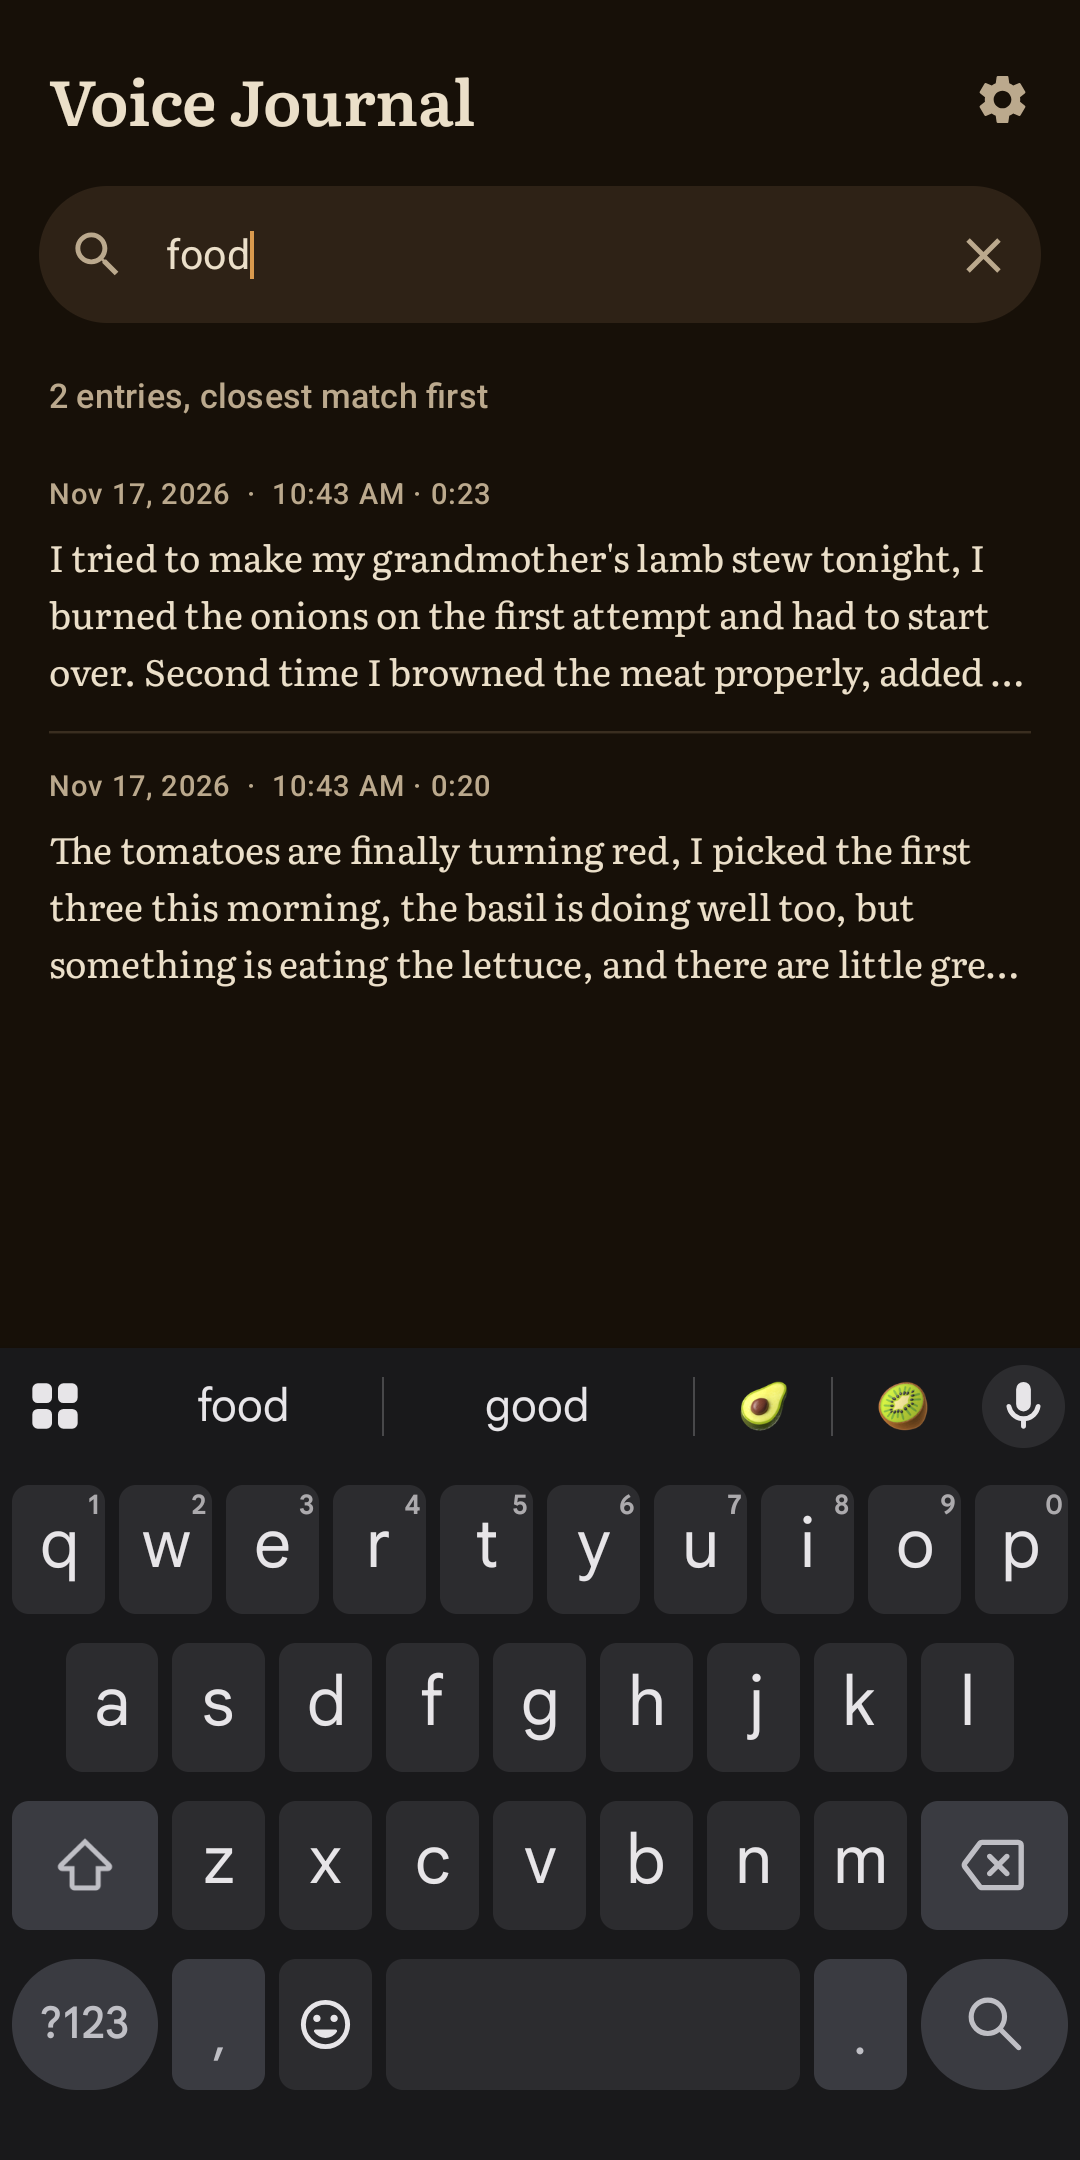 Voice Journal
food
2 entries, closest match first
Nov 17, 2026 · 10:43 AM · 0:23
I tried to make my grandmother's lamb stew tonight, I
burned the onions on the first attempt and had to start
over. Second time I browned the meat properly, added ...
Nov 17, 2026 · 10:43 AM · 0:20
The tomatoes are finally turning red, I picked the first
three this morning, the basil is doing well too, but
something is eating the lettuce, and there are little gre...
food good
1 2 3 4 5 6 7 8 9 0
q w e r t y u i o p
a s d f g h j k l
z x c v b n m
?123 , .